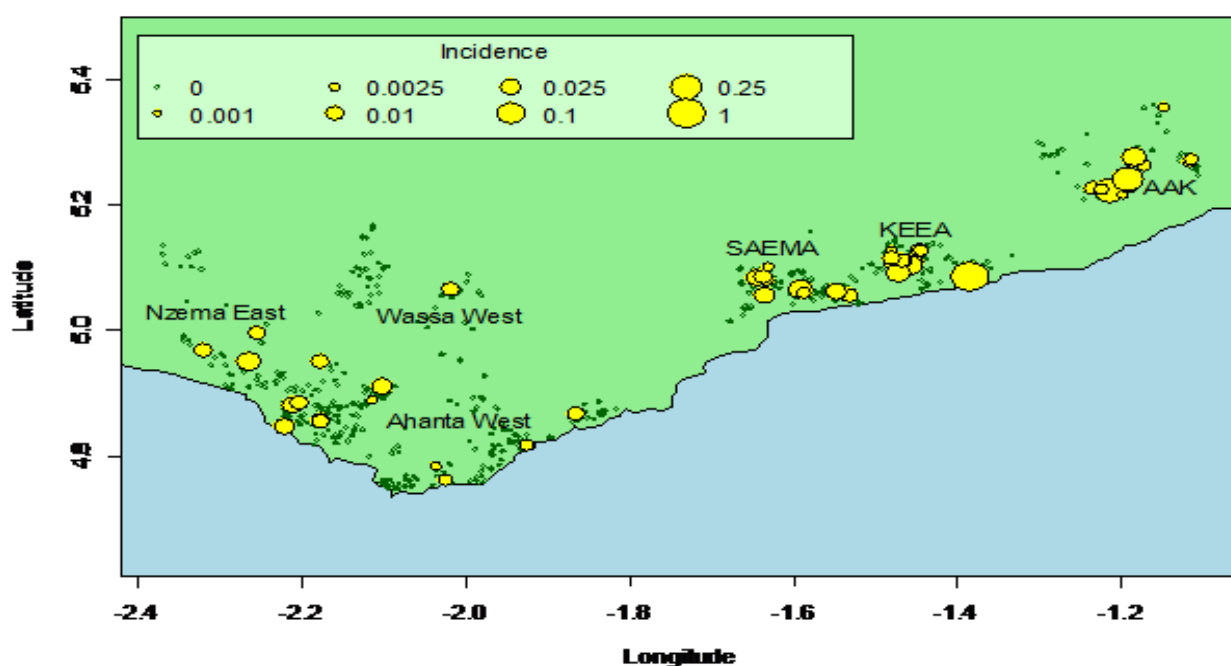 Incidence
0 0.0025 0.025 0.25
0.001 0.01 0.1 1
5.4
5.2
5.0
4.8
Latitude
AAK
KEEA
SAEMA
Nzema East
Wassa West
Ahanta West
-2.4 -2.2 -2.0 -1.8 -1.6 -1.4 -1.2
Longitude